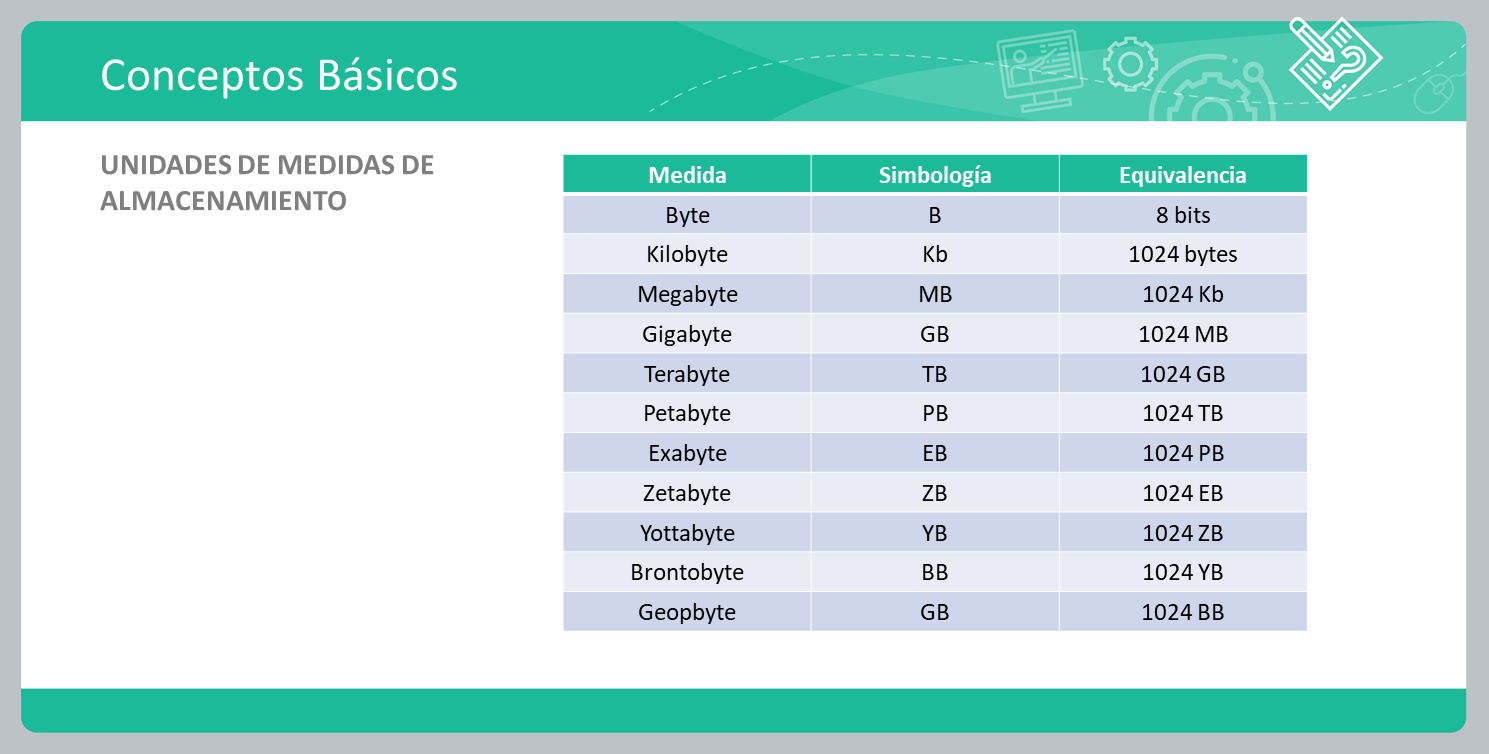 Conceptos Básicos
UNIDADES DE MEDIDAS DE
ALMACENAMIENTO
Medida Simbología Equivalencia
Byte B 8 bits
Kilobyte Kb 1024 bytes
Megabyte MB 1024 Kb
Gigabyte GB 1024 MB
Terabyte TB 1024 GB
Petabyte PB 1024 TB
Exabyte EB 1024 PB
Zetabyte ZB 1024 EB
Yottabyte YB 1024 ZB
Brontobyte BB 1024 YB
Geopbyte GB 1024 BB